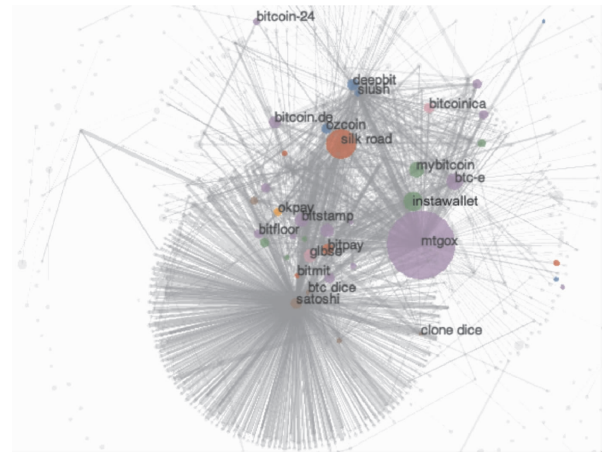 bitcoin-24
deepbit
slush
bitcoinica
bitcoin.de
ozcoin
silk road
mybitcoin
btc-e
instawallet
okpay
bitstamp
bitfloor
mtgox
bitpay
glbse
bitmit
btc dice
satoshi
clone dice